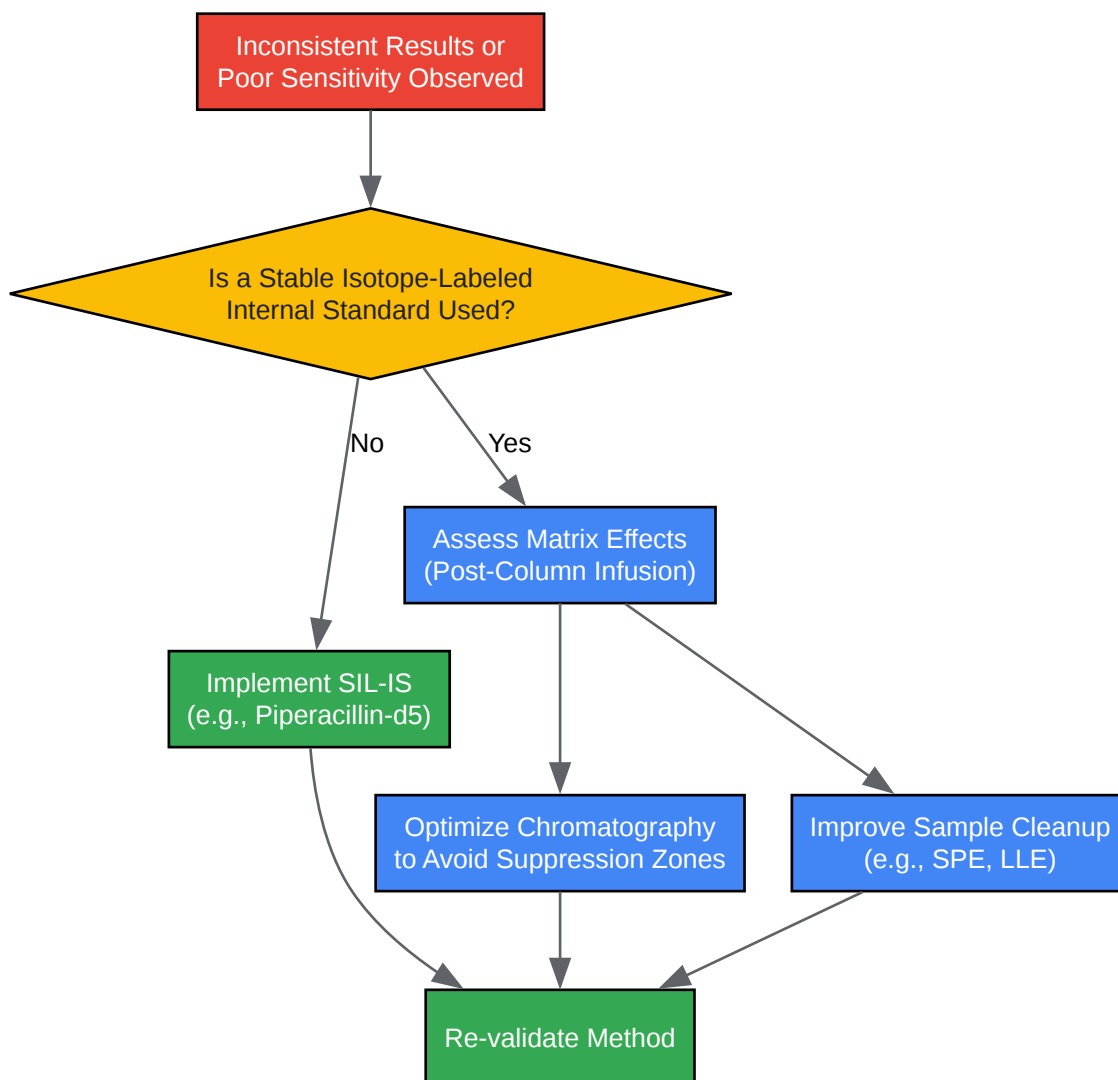 Inconsistent Results or
Poor Sensitivity Observed
Is a Stable Isotope-Labeled
Internal Standard Used?
No
Yes
Assess Matrix Effects
(Post-Column Infusion)
Implement SIL-IS
(e.g., Piperacillin-d5)
Optimize Chromatography
to Avoid Suppression Zones
Improve Sample Cleanup
(e.g., SPE, LLE)
Re-validate Method